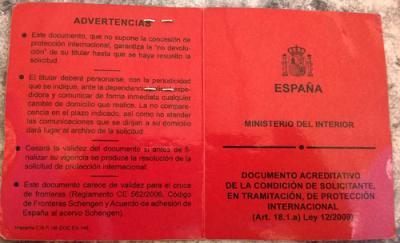 ADVERTENCIAS
Este documento, que no supone la concesión de
protección internacional, garantiza la "no devolu-
ción" de su titular hasta que se haya resuelto la
solicitud.
El titular deberá personarse, con la periodicidad
que se indique, ante la dependencia expe-
didora y comunicar de forma inmediata cualquier
cambio de domicilio que realice. La no compare-
cencia en el plazo indicado, así como no atender
las comunicaciones que se dirijan a su domicilio
dará lugar al archivo de la solicitud.
Cesará la validez del documento si antes de fi-
nalizar su vigencia se produce la resolución de la
solicitud de protección internacional.
Este documento carece de validez para el cruce
de fronteras (Reglamento CE 562/2006, Código
de Fronteras Schengen y Acuerdo de adhesión de
España al acervo Schengen).
ESPAÑA
MINISTERIO DEL INTERIOR
DOCUMENTO ACREDITATIVO
DE LA CONDICIÓN DE SOLICITANTE,
EN TRAMITACIÓN, DE PROTECCIÓN
INTERNACIONAL
(Art. 18.1.a) Ley 12/2009)